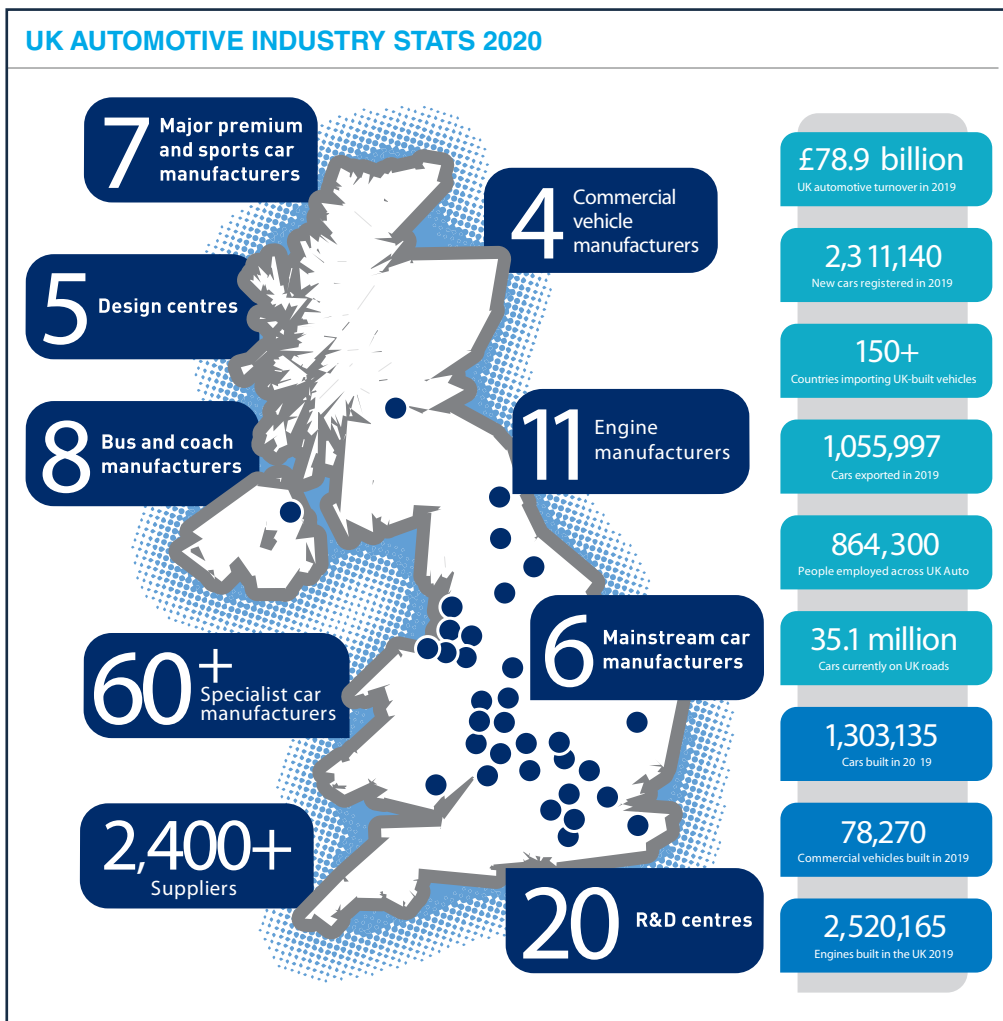 UK AUTOMOTIVE INDUSTRY STATS 2020
7
Major premium
and sports car
manufacturers
4
Commercial
vehicle
manufacturers
5
Design centres
8
Bus and coach
manufacturers
11
Engine
manufacturers
60+
Specialist car
manufacturers
6
Mainstream car
manufacturers
2,400+
Suppliers
20
R&D centres
£78.9 billion
UK automotive turnover in 2019
2,3 11,140
New cars registered in 2019
150+
Countries importing UK-built vehicles
1,055,997
Cars exported in 2019
864,300
People employed across UK Auto
35.1 million
Cars currently on UK roads
1,303,135
Cars built in 20 19
78,270
Commercial vehicles built in 2019
2,520,165
Engines built in the UK 2019